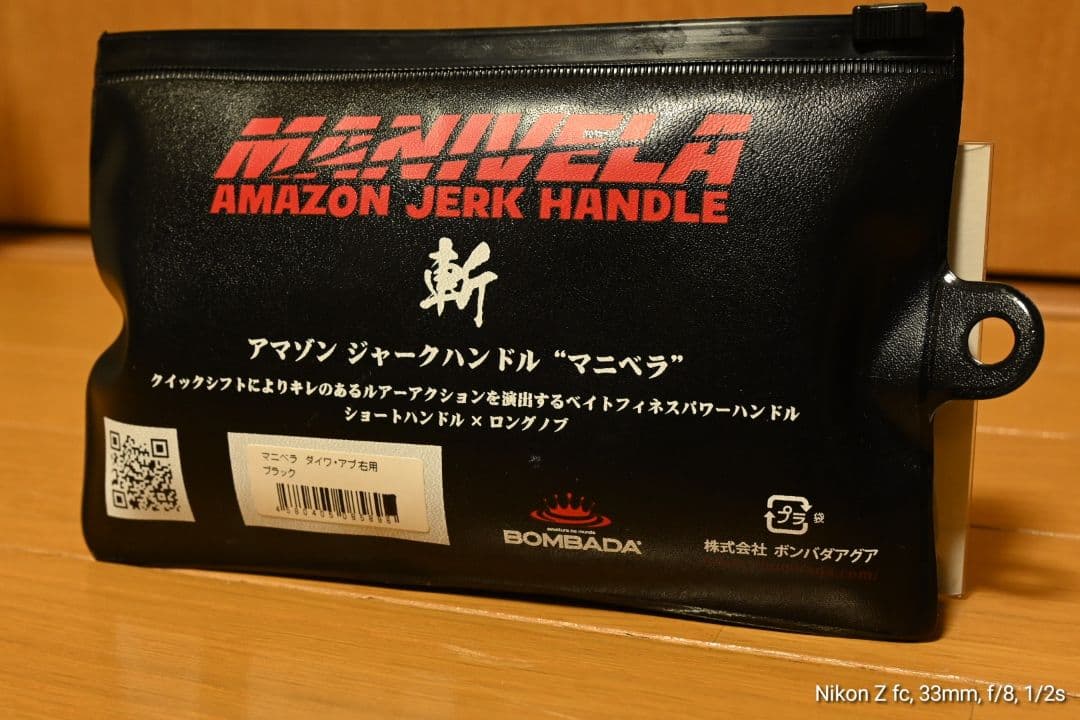 MANIVELA
AMAZON JERK HANDLE
斬
アマゾン ジャークハンドル “マニベラ”
クイックシフトによりキレのあるルアーアクションを演出するベイトフィネスパワーハンドル
ショートハンドル × ロングノブ
マニベラ ダイワ・アブ右用
ブラック
BOMBADA
プラ 袋
株式会社 ボンバダアグア
Nikon Z fc, 33mm, f/8, 1/2s